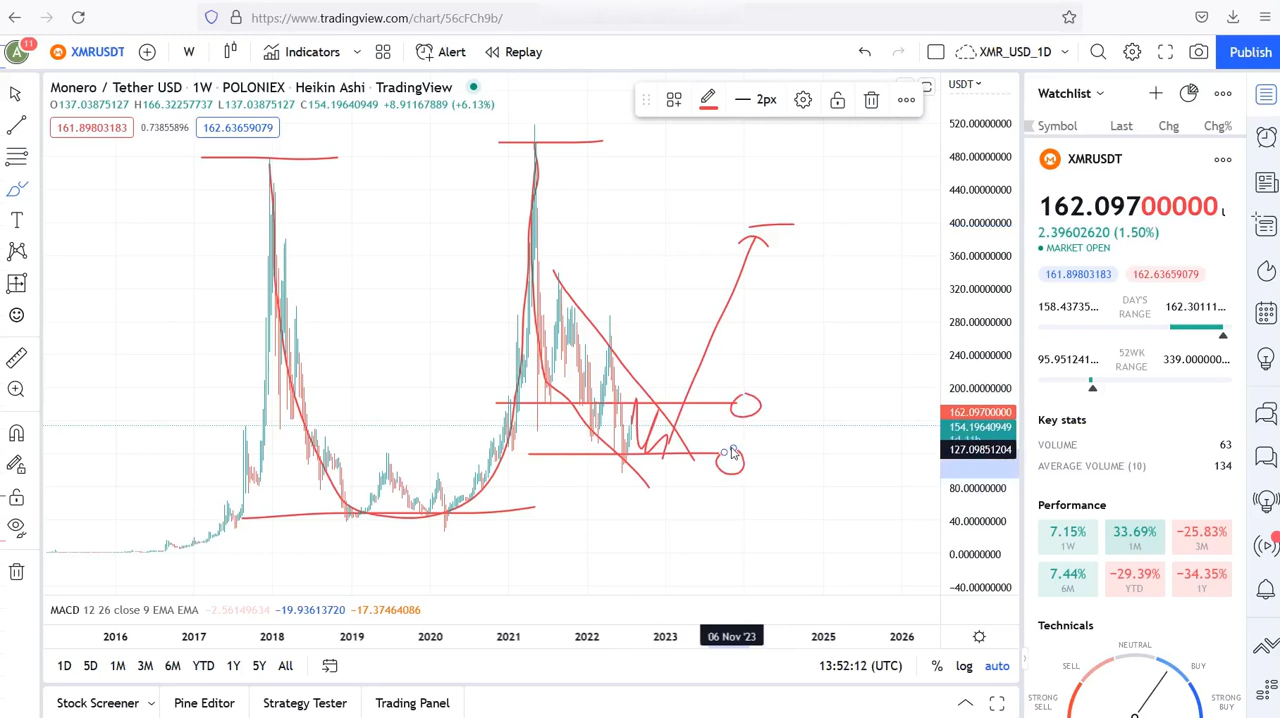 https://www.tradingview.com/chart/56cFCh9b/
A 11 XMRUSDT W Indicators Alert Replay XMR_USD_1D Publish
Monero / Tether USD · 1W · POLONIEX · Heikin Ashi · TradingView
O137.03875127 H166.32257737 L137.03875127 C154.19640949 +8.91167889 (+6.13%)
161.89803183 0.73855896 162.63659079
2px
USDT
520.00000000
480.00000000
440.00000000
400.00000000
360.00000000
320.00000000
280.00000000
240.00000000
200.00000000
162.09700000
154.19640949
127.09851204
80.00000000
40.00000000
0.00000000
−40.00000000
MACD 12 26 close 9 EMA EMA −2.56149634 −19.93613720 −17.37464086
2016 2017 2018 2019 2020 2021 2022 2023 06 Nov '23 2025 2026
1D 5D 1M 3M 6M YTD 1Y 5Y All 13:52:12 (UTC) % log auto
Stock Screener Pine Editor Strategy Tester Trading Panel
Watchlist
Symbol Last Chg Chg%
XMRUSDT
162.09700000
2.39602620 (1.50%)
MARKET OPEN
161.89803183 162.63659079
158.43735... DAY'S RANGE 162.30111...
95.951241... 52WK RANGE 339.000000...
Key stats
VOLUME 63
AVERAGE VOLUME (10) 134
Performance
7.15% 33.69% −25.83%
1W 1M 3M
7.44% −29.39% −34.35%
6M YTD 1Y
Technicals
NEUTRAL
SELL BUY
STRONG SELL STRONG BUY